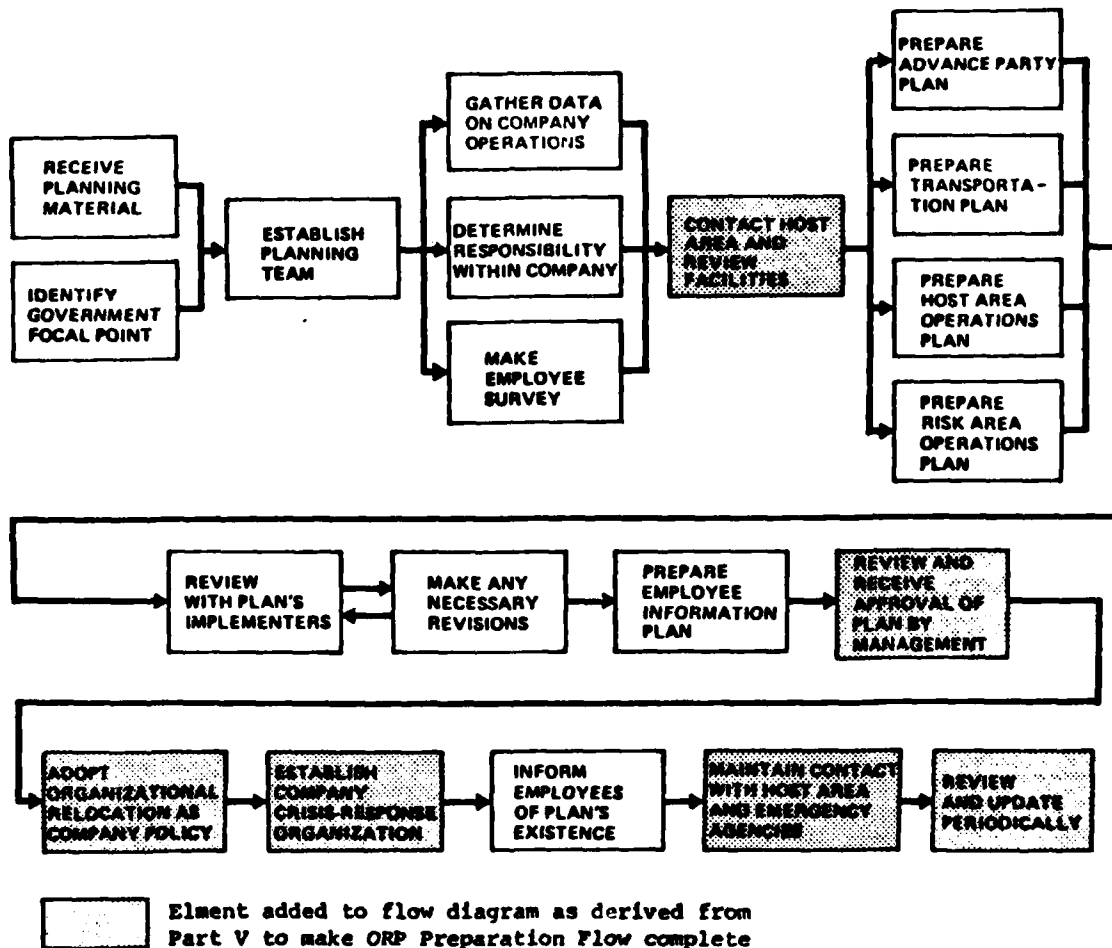 RECEIVE
PLANNING
MATERIAL
IDENTIFY
GOVERNMENT
FOCAL POINT
ESTABLISH
PLANNING
TEAM
GATHER DATA
ON COMPANY
OPERATIONS
DETERMINE
RESPONSIBILITY
WITHIN COMPANY
MAKE
EMPLOYEE
SURVEY
CONTACT HOST
AREA AND
REVIEW
FACILITIES
PREPARE
ADVANCE PARTY
PLAN
PREPARE
TRANSPORTA-
TION PLAN
PREPARE
HOST AREA
OPERATIONS
PLAN
PREPARE
RISK AREA
OPERATIONS
PLAN
REVIEW
WITH PLAN'S
IMPLEMENTERS
MAKE ANY
NECESSARY
REVISIONS
PREPARE
EMPLOYEE
INFORMATION
PLAN
REVIEW AND
RECEIVE
APPROVAL OF
PLAN BY
MANAGEMENT
ADOPT
ORGANIZATIONAL
RELOCATION AS
COMPANY POLICY
ESTABLISH
COMPANY
CRISIS-RESPONSE
ORGANIZATION
INFORM
EMPLOYEES
OF PLAN'S
EXISTENCE
MAINTAIN CONTACT
WITH HOST AREA
AND EMERGENCY
AGENCIES
REVIEW
AND UPDATE
PERIODICALLY
Elment added to flow diagram as derived from
Part V to make ORP Preparation Flow complete